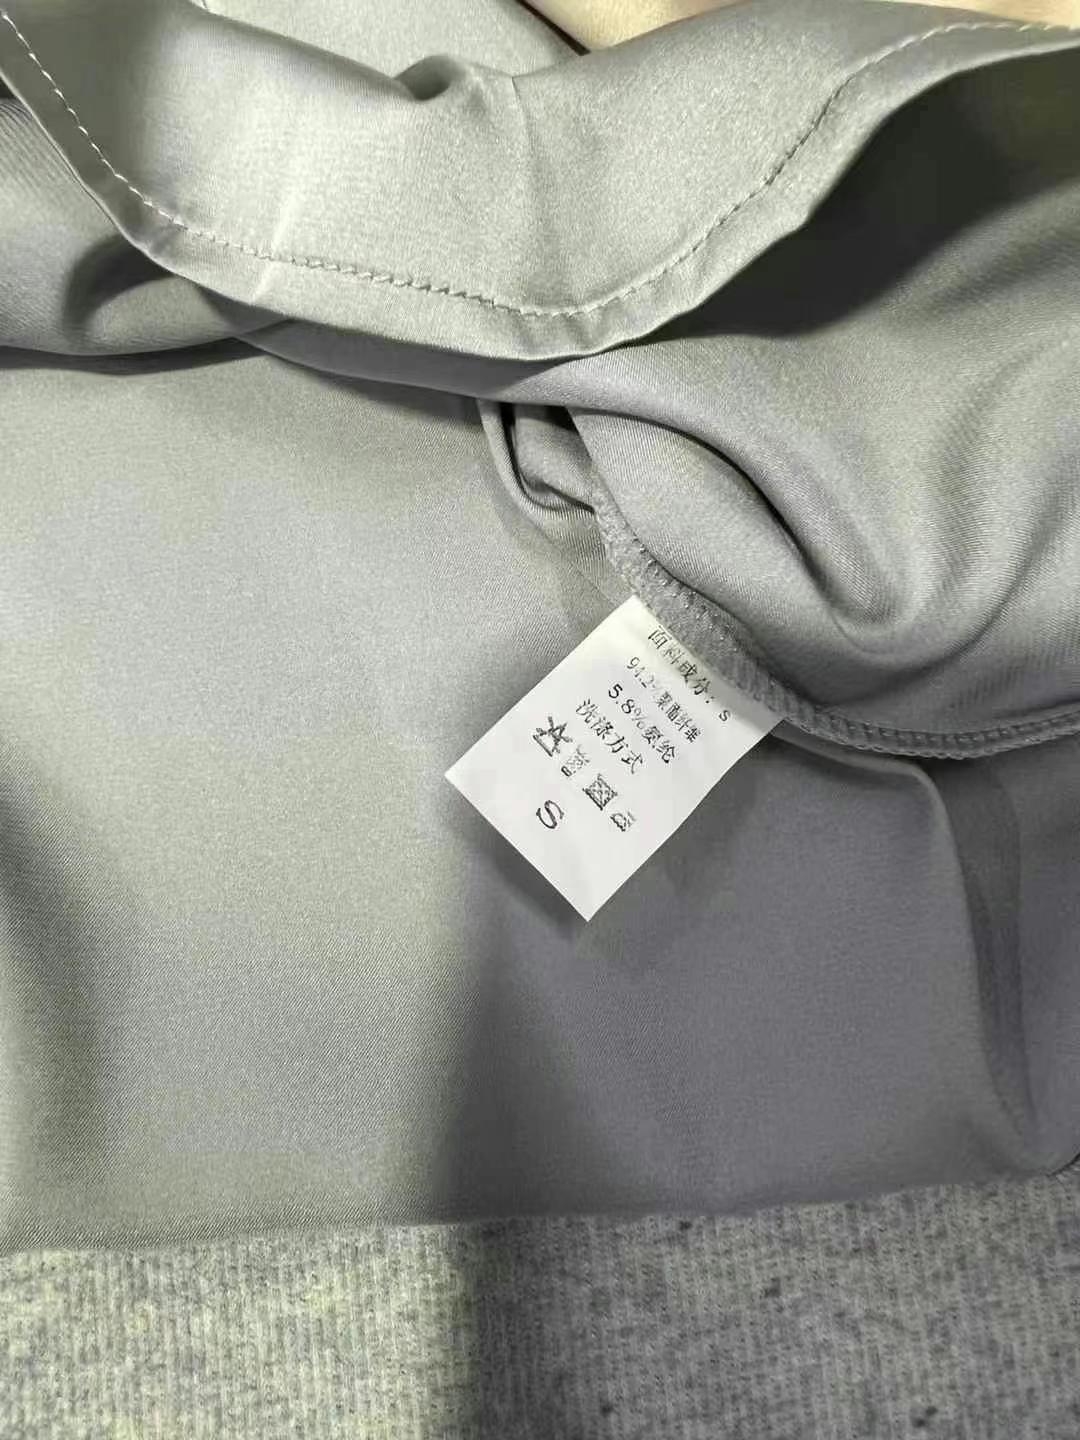 面料成分：S
94.2%聚酯纤维
5.8%氨纶
洗涤方式
S